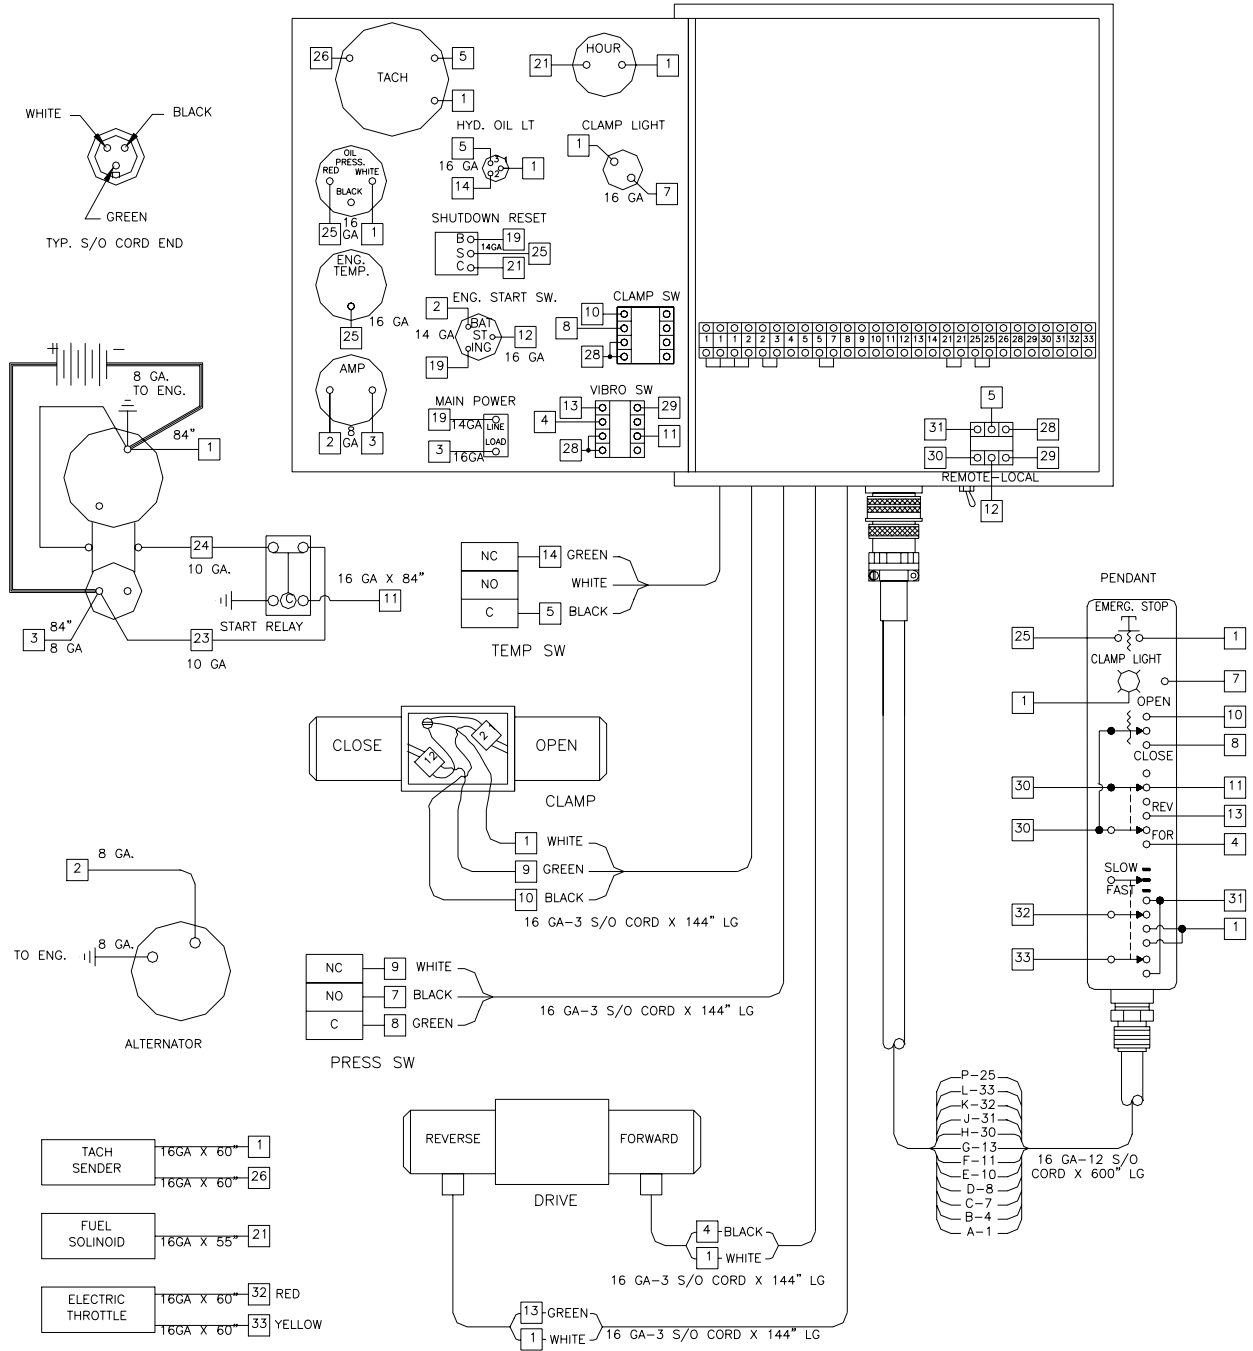 WHITE
BLACK
GREEN
TYP. S/O CORD END
26
TACH
5
1
HOUR
21
1
HYD. OIL LT
5
16 GA
3
1
2
1
14
CLAMP LIGHT
1
16 GA
7
OIL
PRESS.
RED
WHITE
BLACK
16
GA
25
1
SHUTDOWN RESET
B
S
C
14GA
19
25
21
ENG.
TEMP.
16 GA
25
ENG. START SW.
2
14 GA
BAT
ST
ING
12
16 GA
19
CLAMP SW
10
8
28
AMP
8
GA
2
3
MAIN POWER
19
14GA
LINE
LOAD
3
16GA
VIBRO SW
13
29
4
11
28
1 1 1 2 2 3 4 5 5 7 8 9 10 11 12 13 14 21 21 25 25 26 28 29 30 31 32 33
5
31
28
30
29
REMOTE-LOCAL
12
+
−
8 GA.
TO ENG.
84"
1
24
10 GA.
C
16 GA X 84"
11
START RELAY
3
84"
8 GA
23
10 GA
NC
14
GREEN
NO
WHITE
C
5
BLACK
TEMP SW
CLOSE
12
2
OPEN
CLAMP
1
WHITE
9
GREEN
10
BLACK
16 GA-3 S/O CORD X 144" LG
2
8 GA.
TO ENG.
8 GA.
ALTERNATOR
NC
9
WHITE
NO
7
BLACK
C
8
GREEN
16 GA-3 S/O CORD X 144" LG
PRESS SW
REVERSE
FORWARD
DRIVE
4
BLACK
1
WHITE
16 GA-3 S/O CORD X 144" LG
13
GREEN
1
WHITE
16 GA-3 S/O CORD X 144" LG
TACH
SENDER
16GA X 60"
1
16GA X 60"
26
FUEL
SOLINOID
16GA X 55"
21
ELECTRIC
THROTTLE
16GA X 60"
32
RED
16GA X 60"
33
YELLOW
PENDANT
EMERG. STOP
25
1
CLAMP LIGHT
7
1
OPEN
10
8
CLOSE
30
11
REV
13
30
FOR
4
SLOW
FAST
31
32
1
33
P-25
L-33
K-32
J-31
H-30
G-13
F-11
E-10
D-8
C-7
B-4
A-1
16 GA-12 S/O
CORD X 600" LG